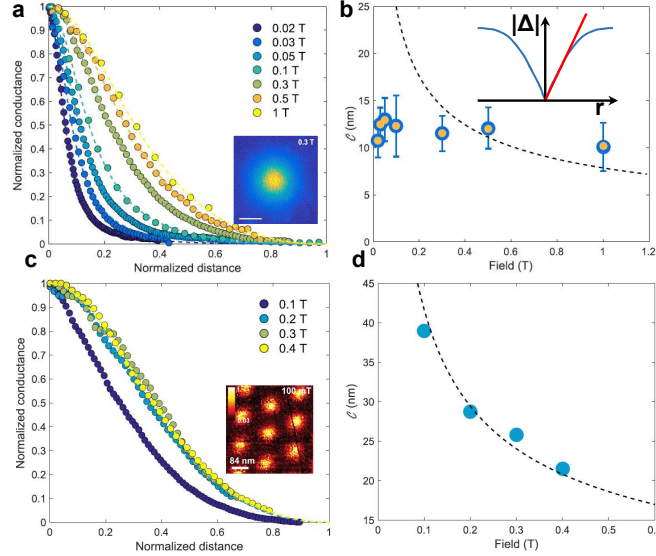 a
Normalized conductance
1
0.9
0.8
0.7
0.6
0.5
0.4
0.3
0.2
0.1
0
0.02 T
0.03 T
0.05 T
0.1 T
0.3 T
0.5 T
1 T
0.3 T
0 0.2 0.4 0.6 0.8 1
Normalized distance
b
𝒞 (nm)
25
20
15
10
5
0
|Δ|
r
0 0.2 0.4 0.6 0.8 1.0 1.2
Field (T)
c
Normalized conductance
1
0.9
0.8
0.7
0.6
0.5
0.4
0.3
0.2
0.1
0
0.1 T
0.2 T
0.3 T
0.4 T
100 mT
84 nm
0 0.2 0.4 0.6 0.8 1
Normalized distance
d
𝒞 (nm)
45
40
35
30
25
20
15
0 0.1 0.2 0.3 0.4 0.5
Field (T)